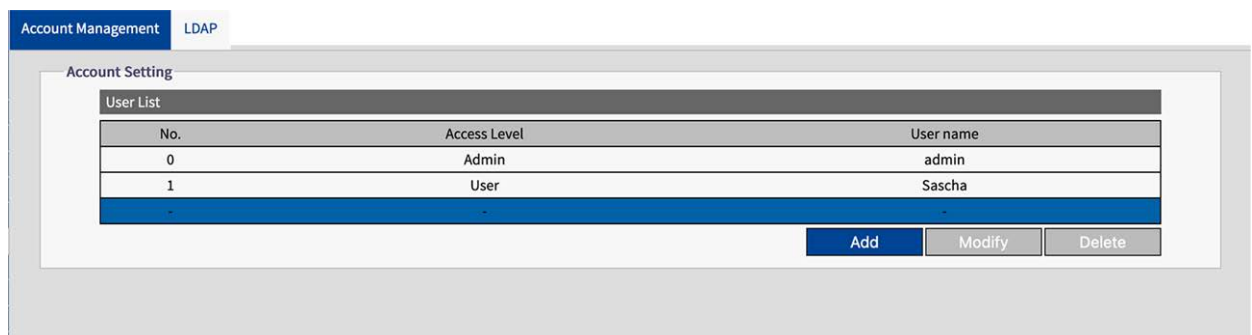 Account Management LDAP
Account Setting
User List
No. Access Level User name
0 Admin admin
1 User Sascha
- - -
Add Modify Delete